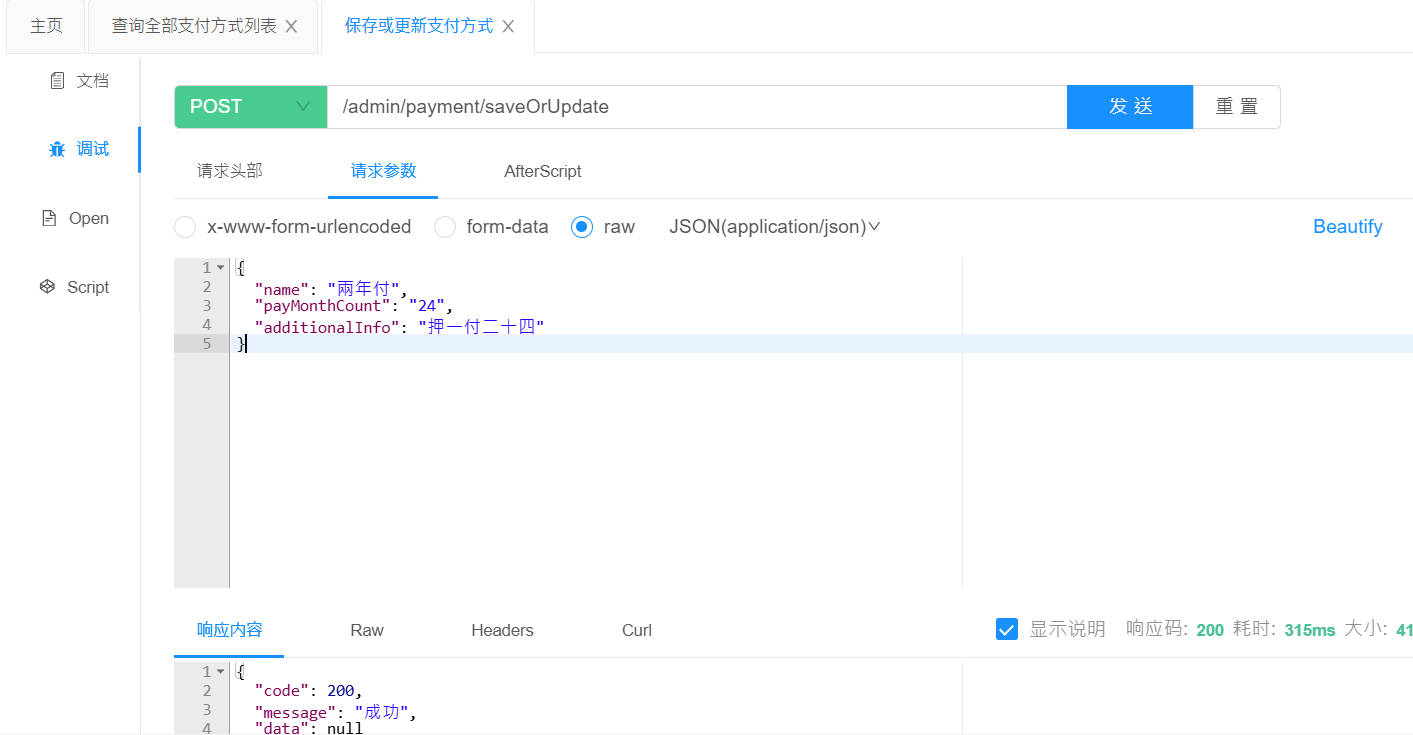 主页 查询全部支付方式列表 保存或更新支付方式
文档
调试
Open
Script
POST /admin/payment/saveOrUpdate 发 送 重 置
请求头部 请求参数 AfterScript
x-www-form-urlencoded form-data raw JSON(application/json) Beautify
1 {
2 "name": "兩年付",
3 "payMonthCount": "24",
4 "additionalInfo": "押一付二十四"
5 }
响应内容 Raw Headers Curl 显示说明 响应码: 200 耗时: 315ms 大小: 41
1 {
2 "code": 200,
3 "message": "成功",
4 "data": null